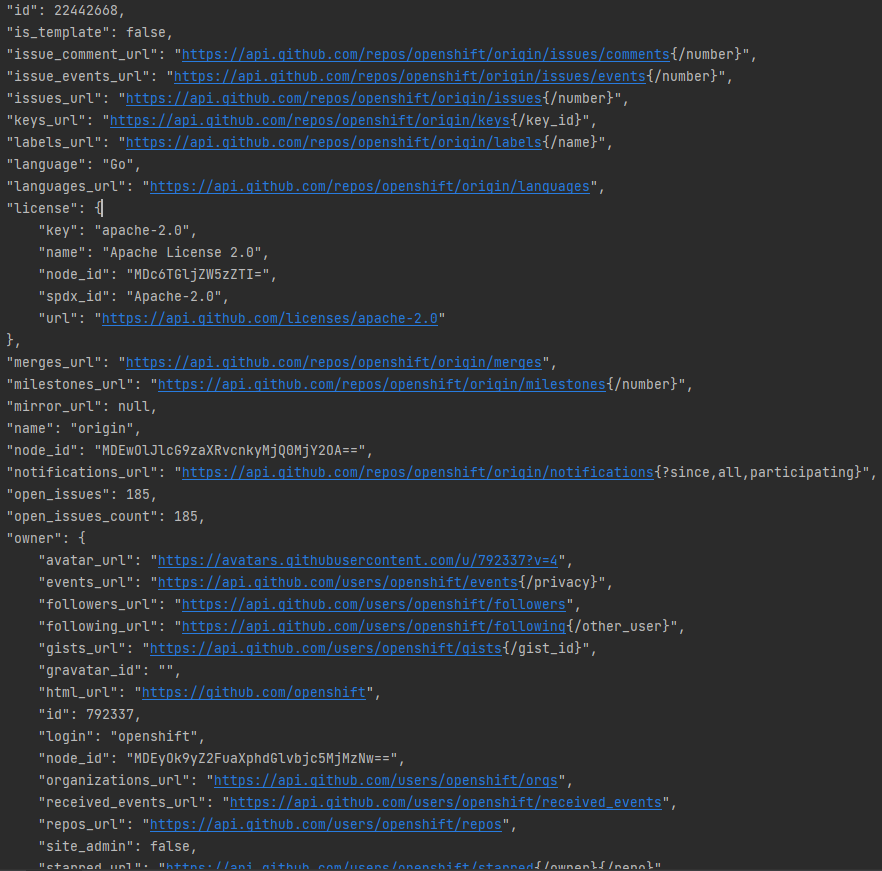 "id": 22442668,
"is_template": false,
"issue_comment_url": "https://api.github.com/repos/openshift/origin/issues/comments{/number}",
"issue_events_url": "https://api.github.com/repos/openshift/origin/issues/events{/number}",
"issues_url": "https://api.github.com/repos/openshift/origin/issues{/number}",
"keys_url": "https://api.github.com/repos/openshift/origin/keys{/key_id}",
"labels_url": "https://api.github.com/repos/openshift/origin/labels{/name}",
"language": "Go",
"languages_url": "https://api.github.com/repos/openshift/origin/languages",
"license": {
    "key": "apache-2.0",
    "name": "Apache License 2.0",
    "node_id": "MDc6TGljZW5zZTI=",
    "spdx_id": "Apache-2.0",
    "url": "https://api.github.com/licenses/apache-2.0"
},
"merges_url": "https://api.github.com/repos/openshift/origin/merges",
"milestones_url": "https://api.github.com/repos/openshift/origin/milestones{/number}",
"mirror_url": null,
"name": "origin",
"node_id": "MDEwOlJlcG9zaXRvcnkyMjQ0MjY2OA==",
"notifications_url": "https://api.github.com/repos/openshift/origin/notifications{?since,all,participating}",
"open_issues": 185,
"open_issues_count": 185,
"owner": {
    "avatar_url": "https://avatars.githubusercontent.com/u/792337?v=4",
    "events_url": "https://api.github.com/users/openshift/events{/privacy}",
    "followers_url": "https://api.github.com/users/openshift/followers",
    "following_url": "https://api.github.com/users/openshift/following{/other_user}",
    "gists_url": "https://api.github.com/users/openshift/gists{/gist_id}",
    "gravatar_id": "",
    "html_url": "https://github.com/openshift",
    "id": 792337,
    "login": "openshift",
    "node_id": "MDEyOk9yZ2FuaXphdGlvbjc5MjMzNw==",
    "organizations_url": "https://api.github.com/users/openshift/orgs",
    "received_events_url": "https://api.github.com/users/openshift/received_events",
    "repos_url": "https://api.github.com/users/openshift/repos",
    "site_admin": false,
    "starred_url": "https://api.github.com/users/openshift/starred{/owner}{/repo}"